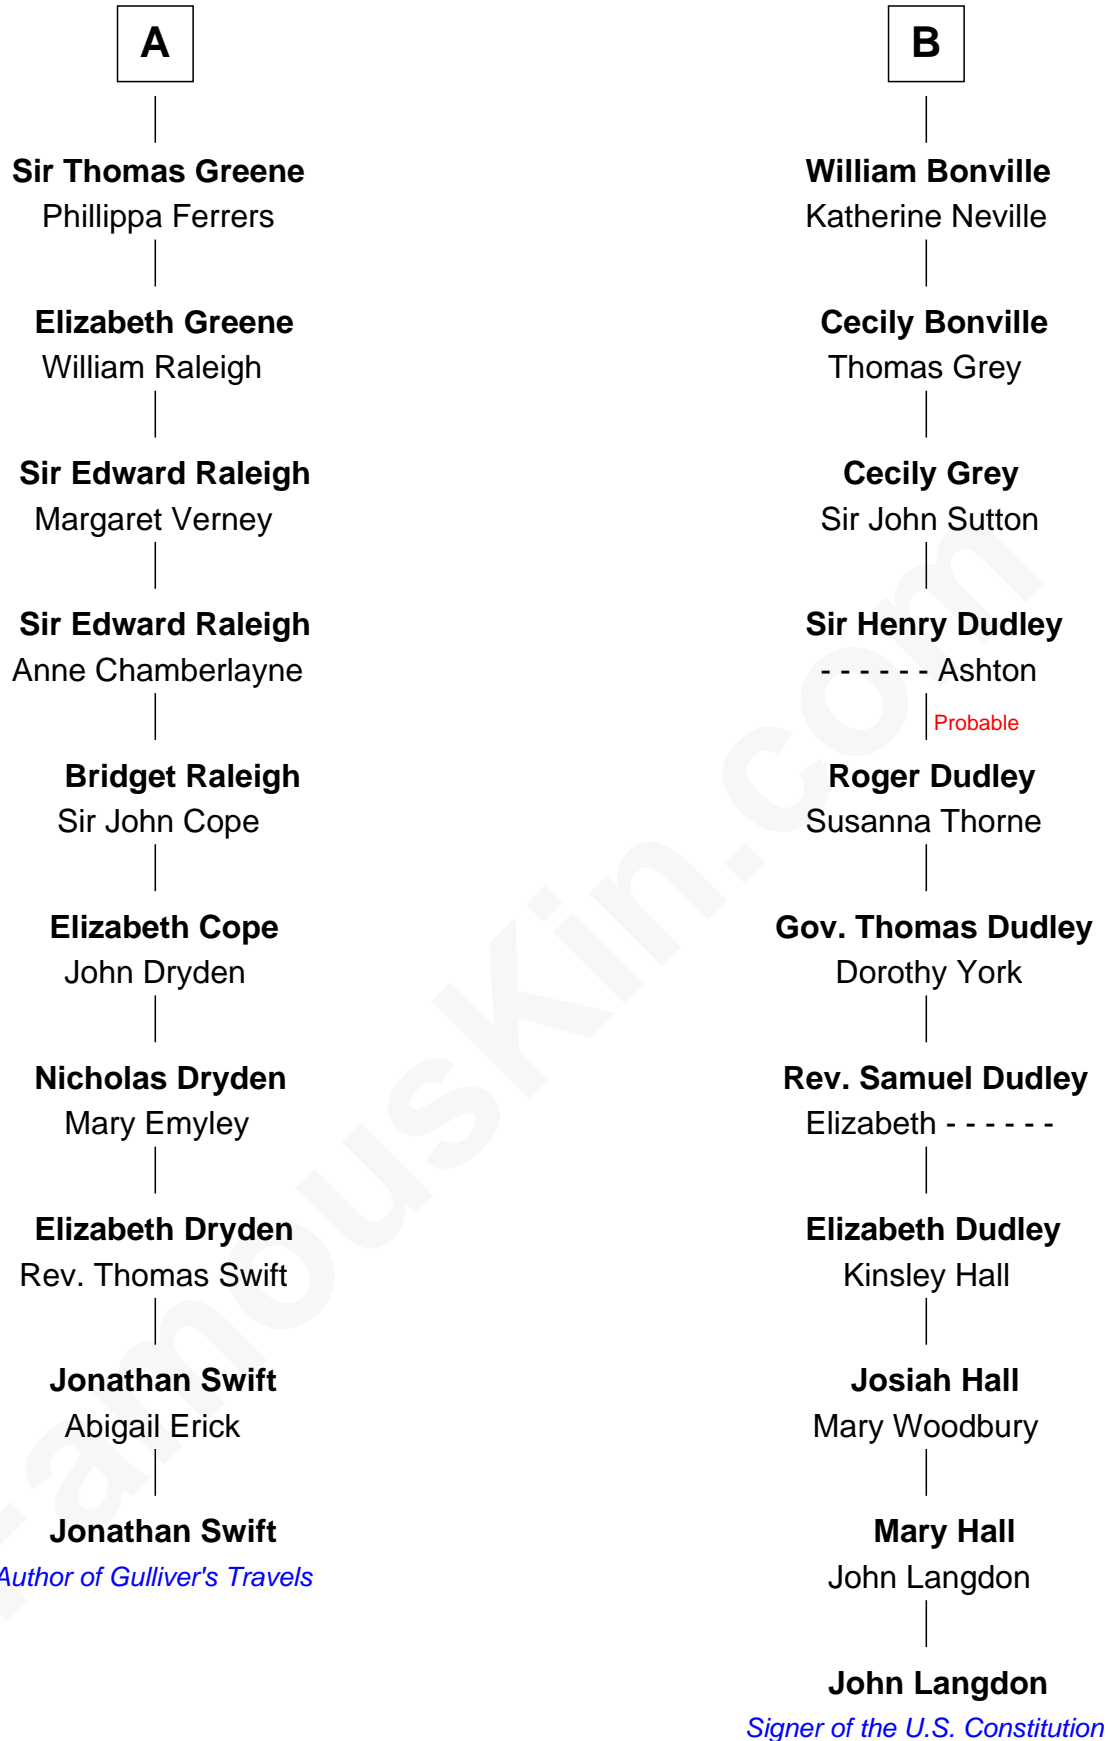 A
Sir Thomas Greene
Phillippa Ferrers
Elizabeth Greene
William Raleigh
Sir Edward Raleigh
Margaret Verney
Sir Edward Raleigh
Anne Chamberlayne
Bridget Raleigh
Sir John Cope
Elizabeth Cope
John Dryden
Nicholas Dryden
Mary Emyley
Elizabeth Dryden
Rev. Thomas Swift
Jonathan Swift
Abigail Erick
Jonathan Swift
Author of Gulliver's Travels
B
William Bonville
Katherine Neville
Cecily Bonville
Thomas Grey
Cecily Grey
Sir John Sutton
Sir Henry Dudley
- - - - - - Ashton
Probable
Roger Dudley
Susanna Thorne
Gov. Thomas Dudley
Dorothy York
Rev. Samuel Dudley
Elizabeth - - - - - -
Elizabeth Dudley
Kinsley Hall
Josiah Hall
Mary Woodbury
Mary Hall
John Langdon
John Langdon
Signer of the U.S. Constitution
FamousKin.com